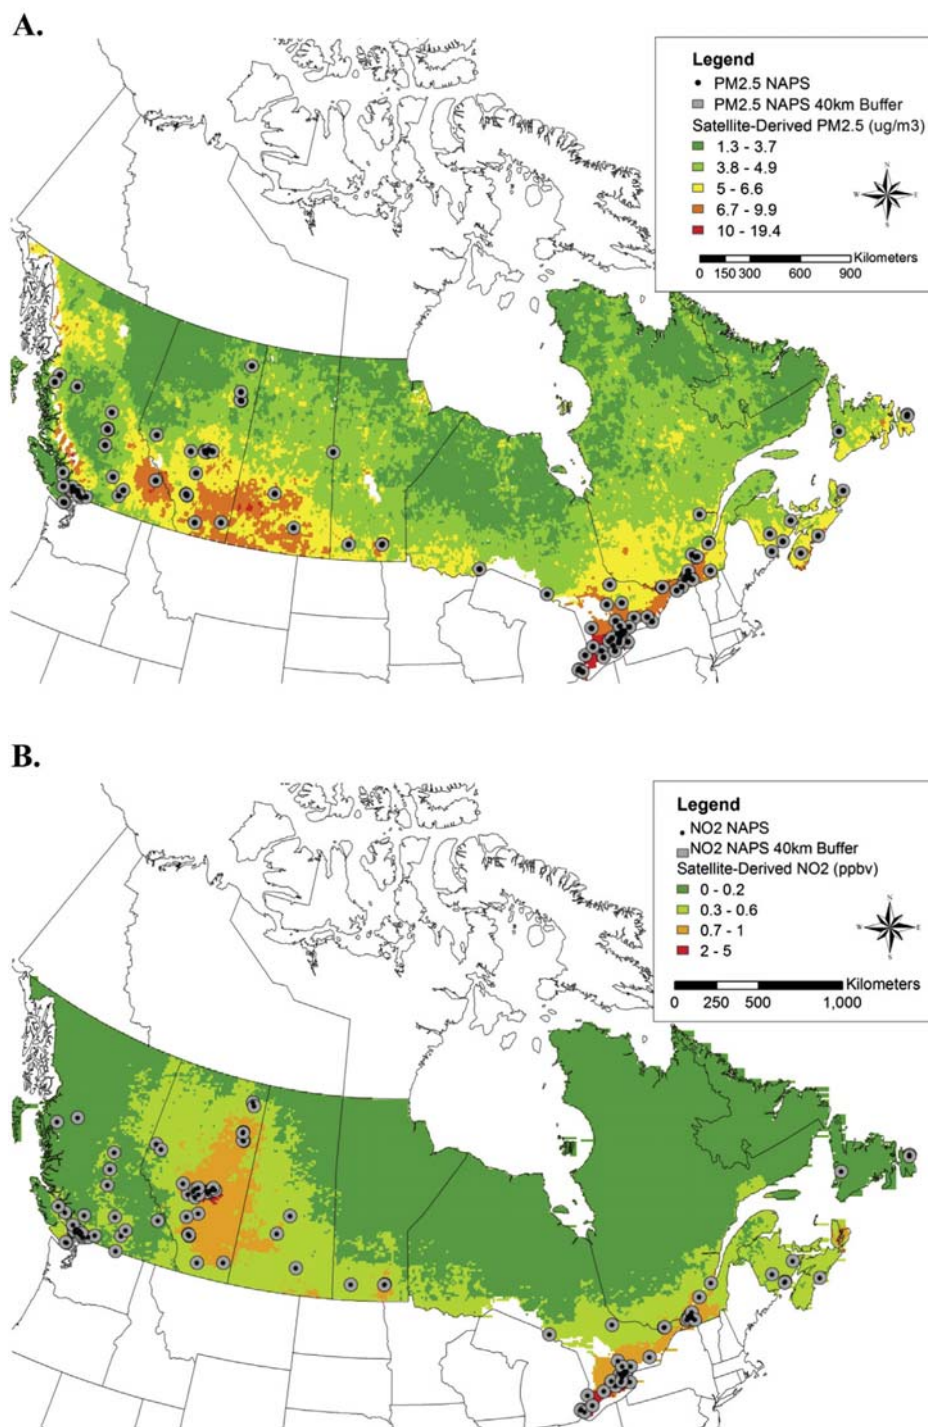 A.
Legend
PM2.5 NAPS
PM2.5 NAPS 40km Buffer
Satellite-Derived PM2.5 (ug/m3)
1.3 - 3.7
3.8 - 4.9
5 - 6.6
6.7 - 9.9
10 - 19.4
N
W E
S
Kilometers
0 150 300 600 900
B.
Legend
NO2 NAPS
NO2 NAPS 40km Buffer
Satellite-Derived NO2 (ppbv)
0 - 0.2
0.3 - 0.6
0.7 - 1
2 - 5
N
W E
S
Kilometers
0 250 500 1,000